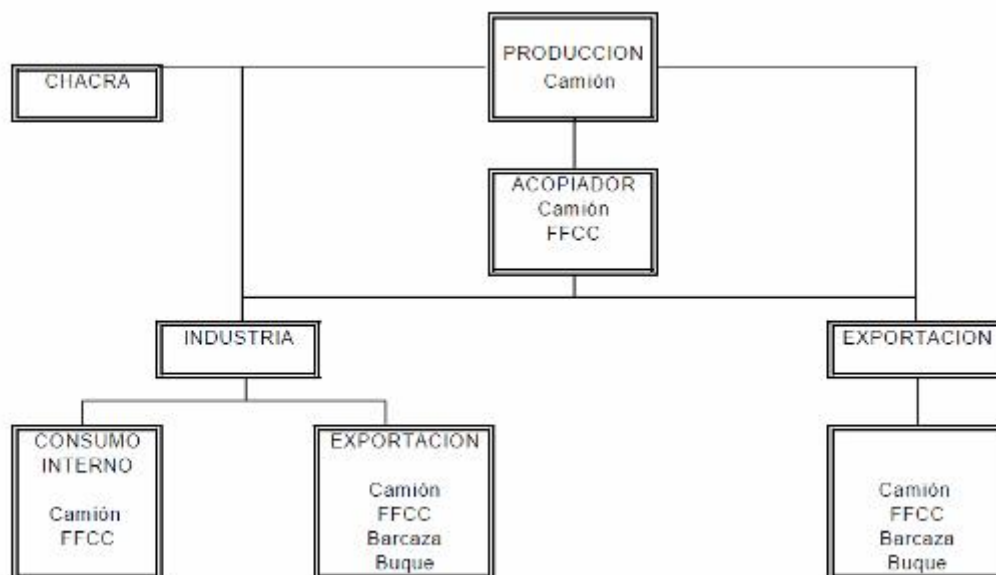 PRODUCCION
Camión
CHACRA
ACOPIADOR
Camión
FFCC
INDUSTRIA
EXPORTACION
CONSUMO
INTERNO
Camión
FFCC
EXPORTACION
Camión
FFCC
Barcaza
Buque
Camión
FFCC
Barcaza
Buque